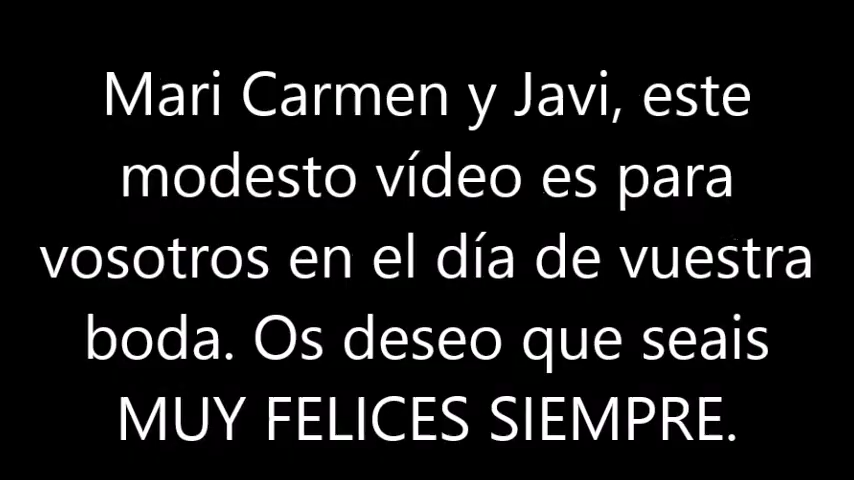 Mari Carmen y Javi, este
modesto vídeo es para
vosotros en el día de vuestra
boda. Os deseo que seais
MUY FELICES SIEMPRE.